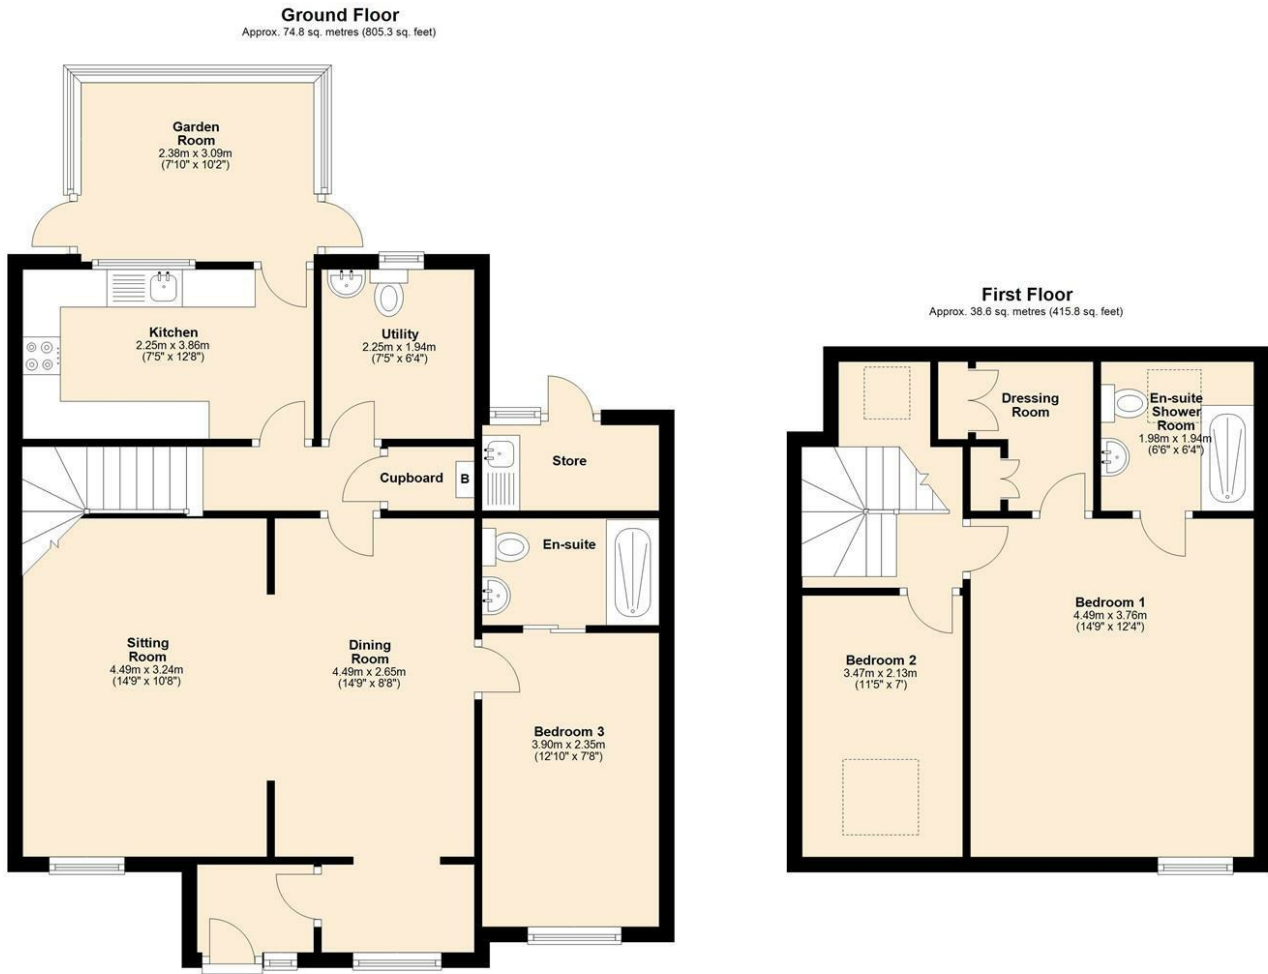 Ground Floor
Approx. 74.8 sq. metres (805.3 sq. feet)
Garden
Room
2.38m x 3.09m
(7'10" x 10'2")
Kitchen
2.25m x 3.86m
(7'5" x 12'8")
Utility
2.25m x 1.94m
(7'5" x 6'4")
Cupboard
B
Store
En-suite
Sitting
Room
4.49m x 3.24m
(14'9" x 10'8")
Dining
Room
4.49m x 2.65m
(14'9" x 8'8")
Bedroom 3
3.90m x 2.35m
(12'10" x 7'8")
First Floor
Approx. 38.6 sq. metres (415.8 sq. feet)
Dressing
Room
En-suite
Shower
Room
1.98m x 1.94m
(6'6" x 6'4")
Bedroom 1
4.49m x 3.76m
(14'9" x 12'4")
Bedroom 2
3.47m x 2.13m
(11'5" x 7')